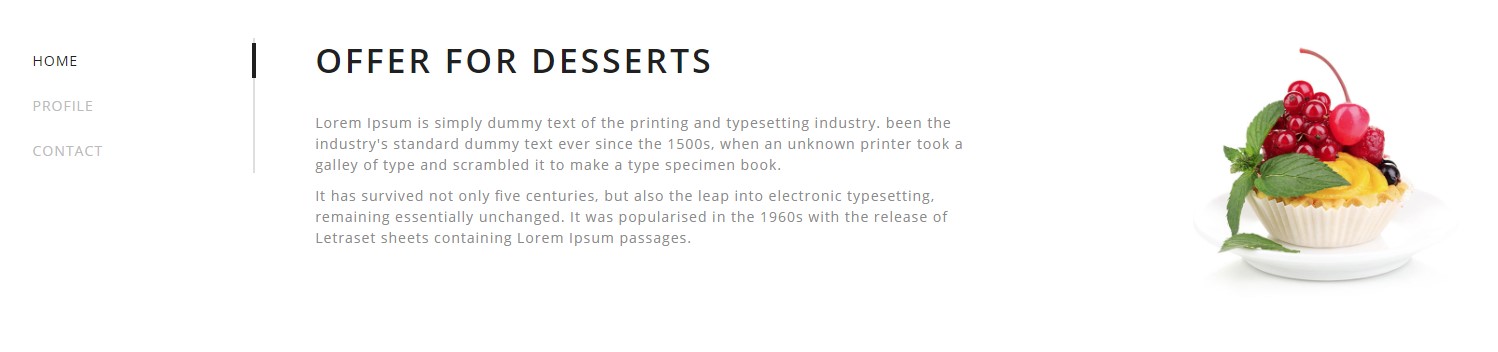 HOME
PROFILE
CONTACT
OFFER FOR DESSERTS
Lorem Ipsum is simply dummy text of the printing and typesetting industry. been the
industry's standard dummy text ever since the 1500s, when an unknown printer took a
galley of type and scrambled it to make a type specimen book.
It has survived not only five centuries, but also the leap into electronic typesetting,
remaining essentially unchanged. It was popularised in the 1960s with the release of
Letraset sheets containing Lorem Ipsum passages.